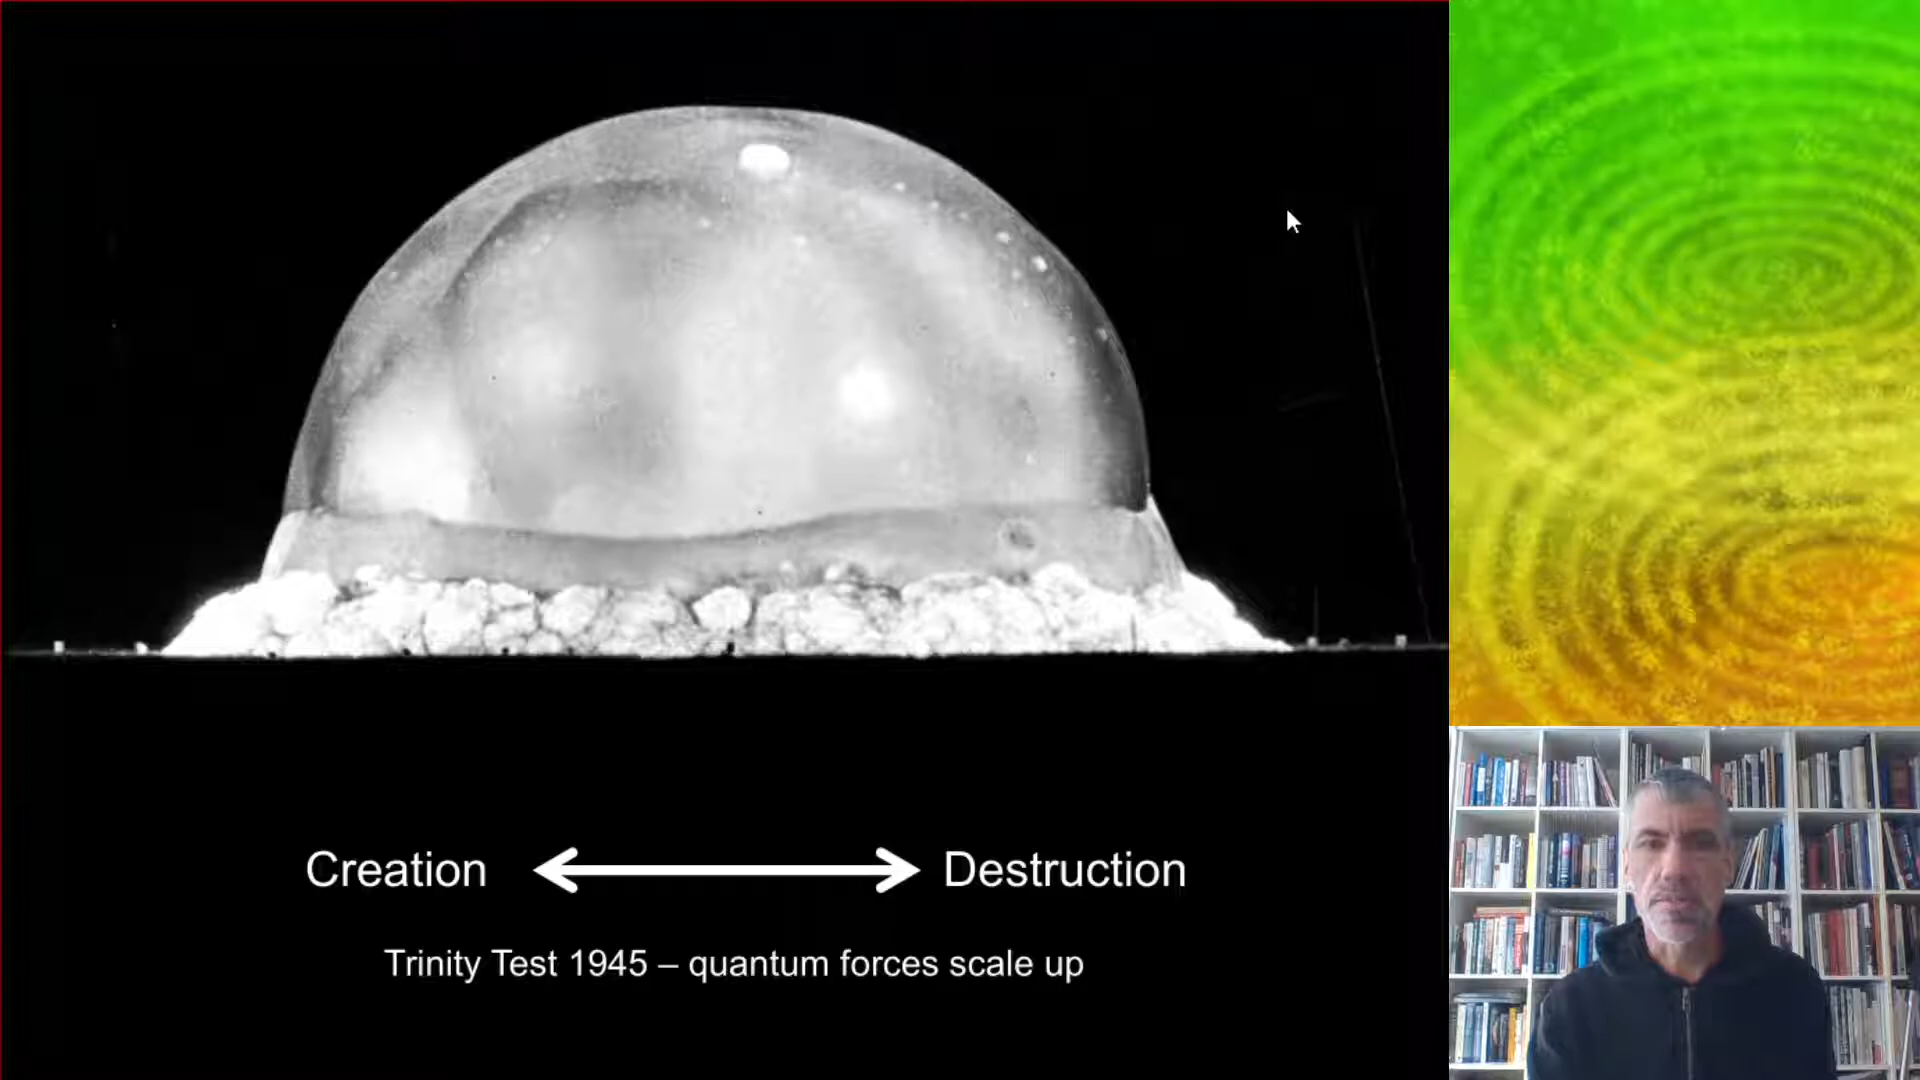 Creation Destruction
Trinity Test 1945 – quantum forces scale up